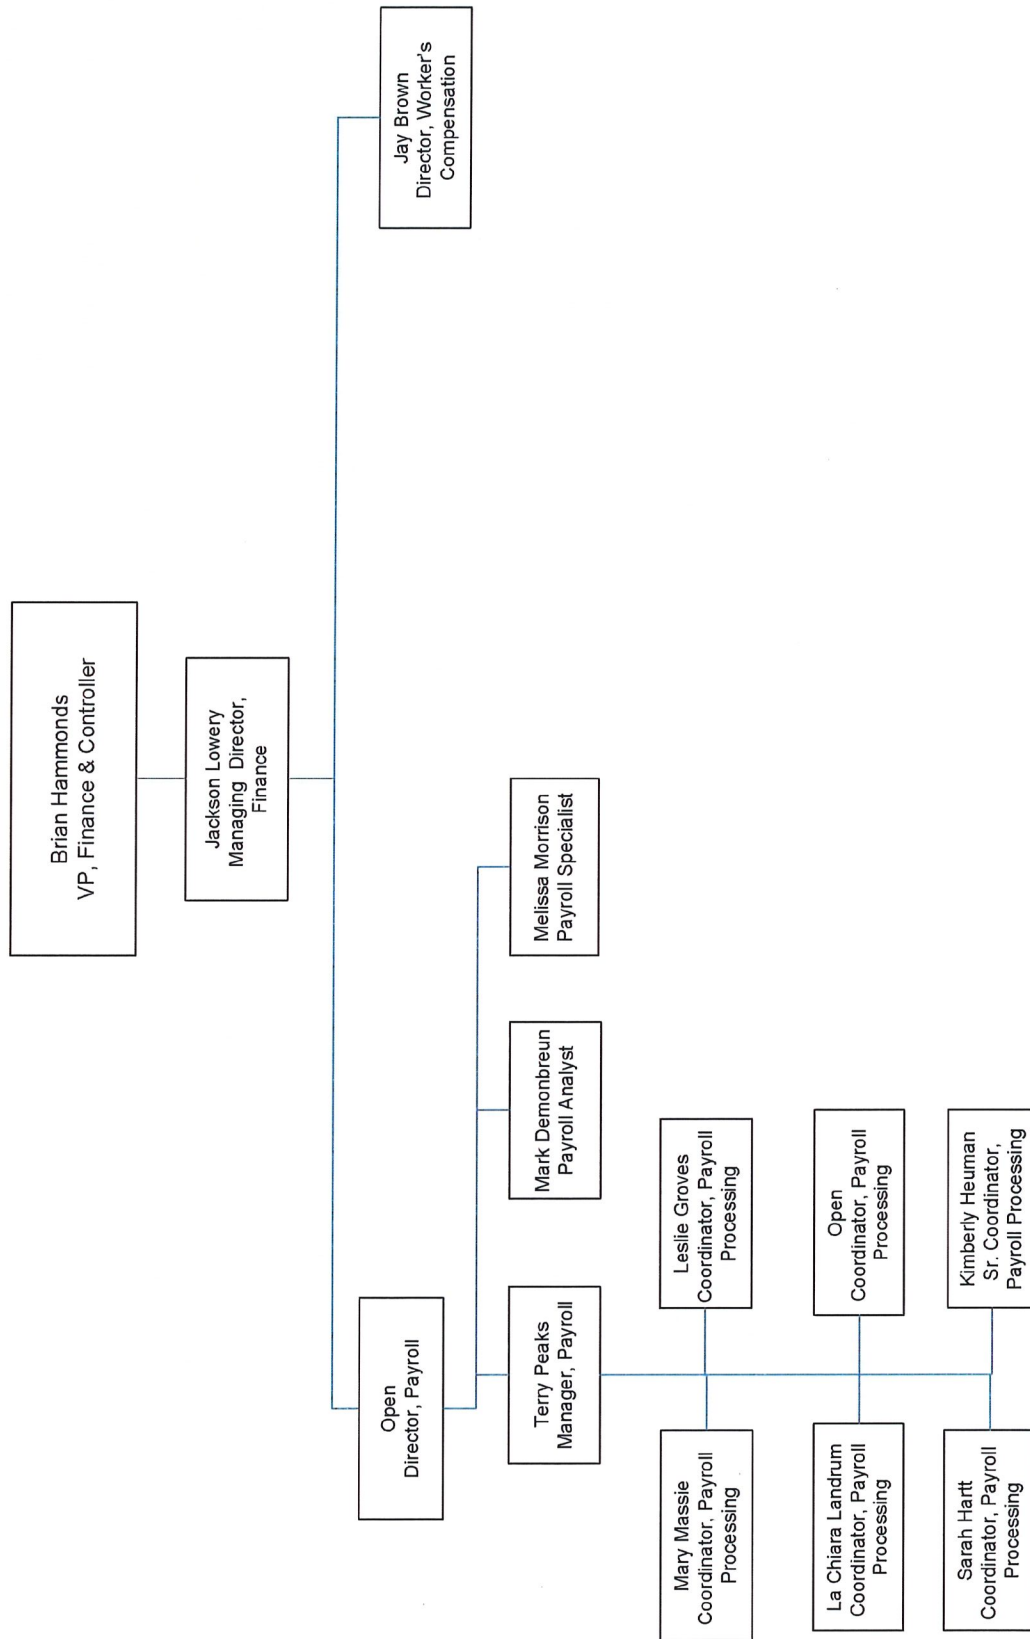 Brian Hammonds
VP, Finance & Controller
Jackson Lowery
Managing Director,
Finance
Open
Director, Payroll
Jay Brown
Director, Worker's
Compensation
Terry Peaks
Manager, Payroll
Mark Demonbreun
Payroll Analyst
Melissa Morrison
Payroll Specialist
Mary Massie
Coordinator, Payroll
Processing
Leslie Groves
Coordinator, Payroll
Processing
La Chiara Landrum
Coordinator, Payroll
Processing
Open
Coordinator, Payroll
Processing
Sarah Hartt
Coordinator, Payroll
Processing
Kimberly Heuman
Sr. Coordinator,
Payroll Processing